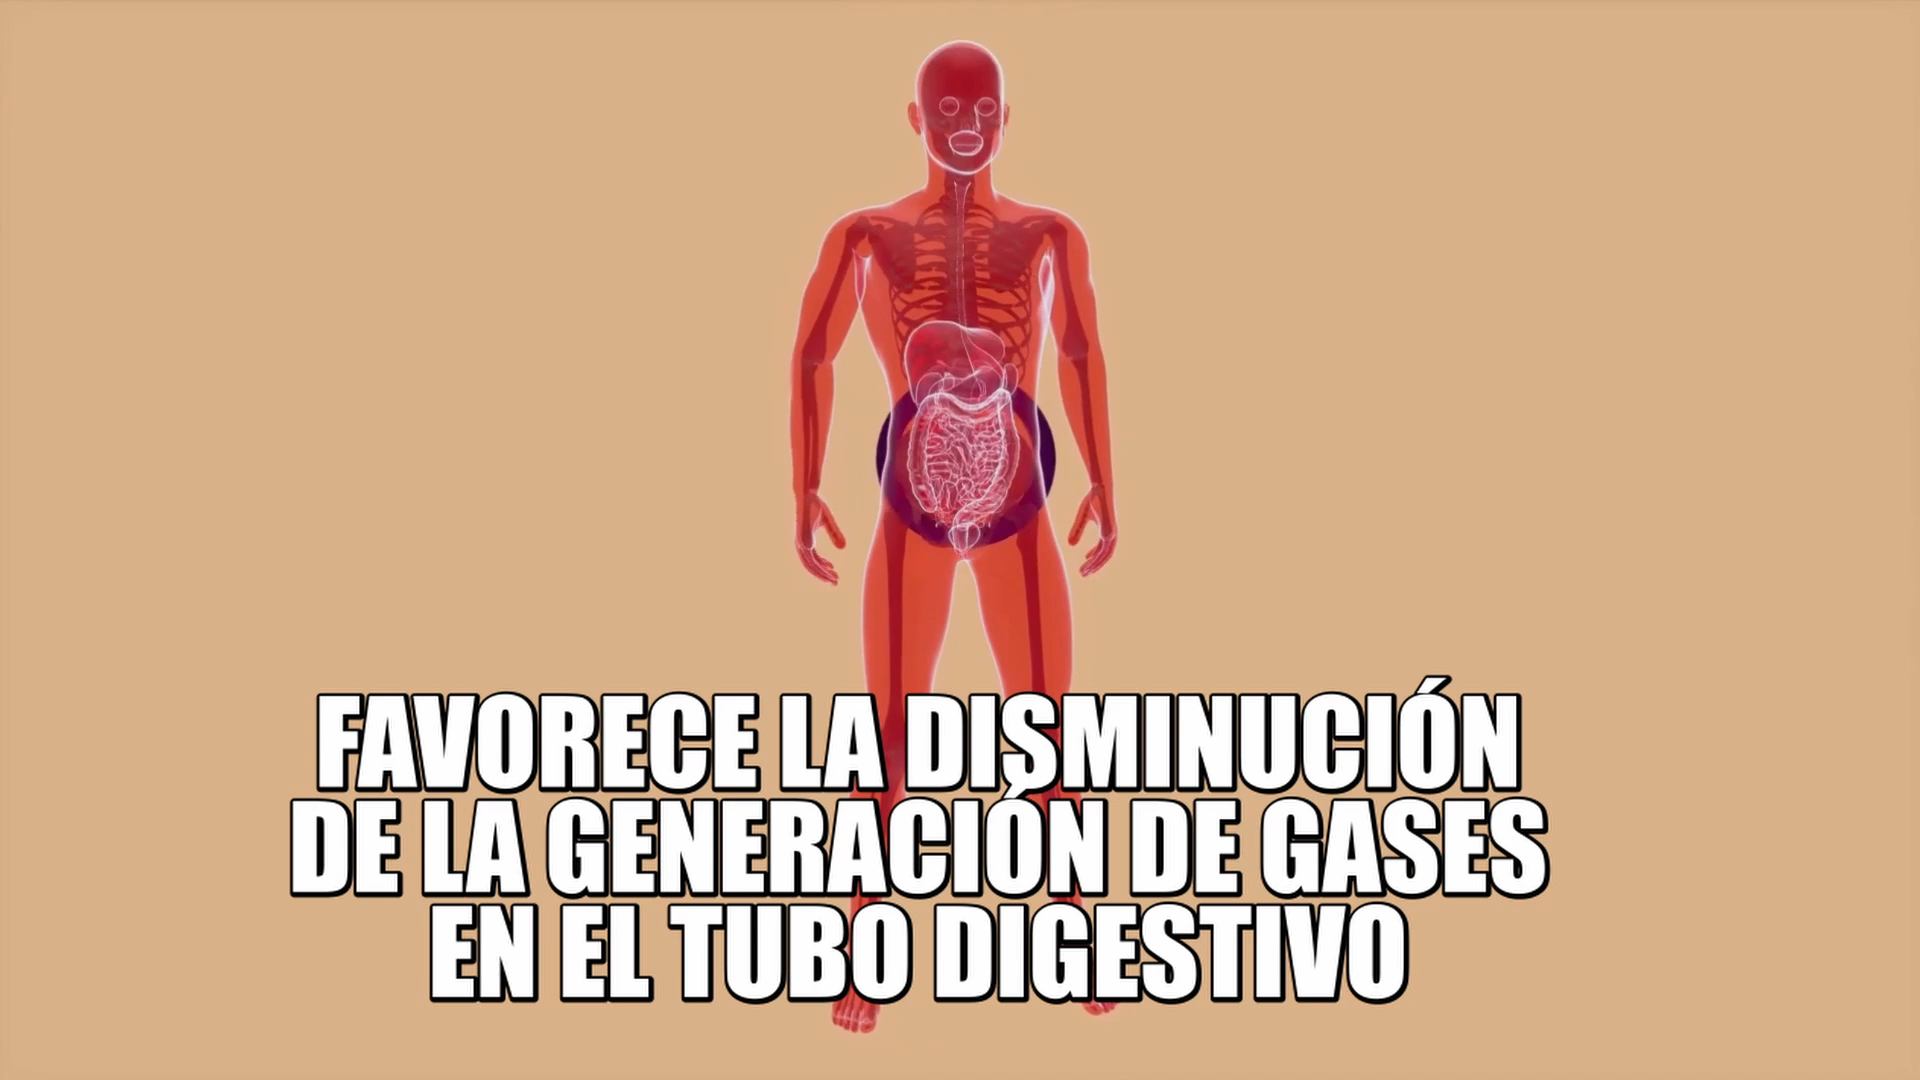 FAVORECE LA DISMINUCIÓN
DE LA GENERACIÓN DE GASES
EN EL TUBO DIGESTIVO